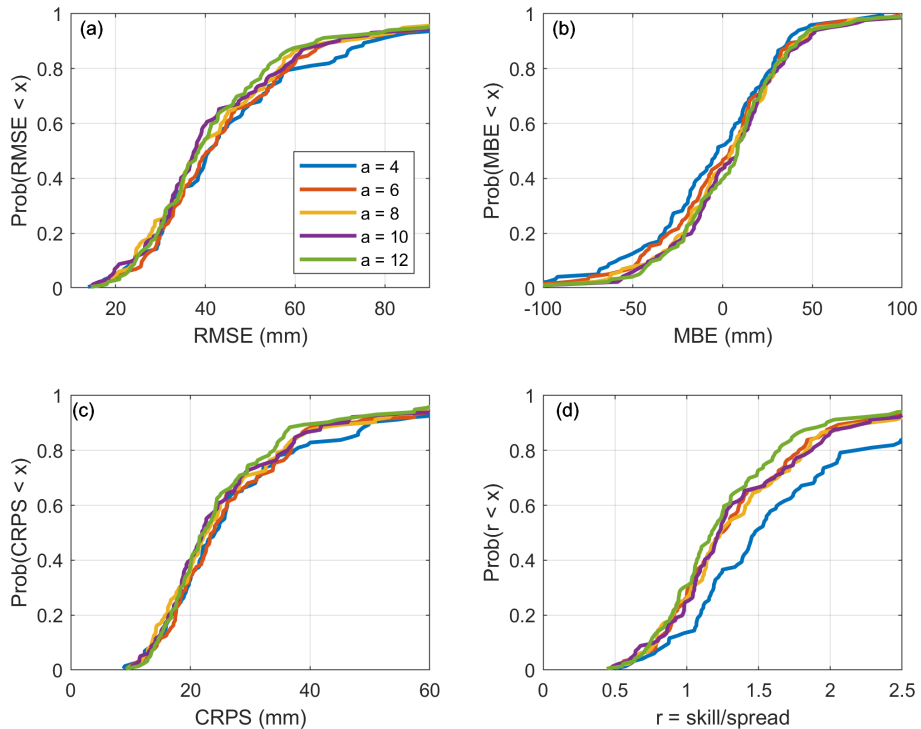 (a)
Prob(RMSE < x)
1
0.8
0.6
0.4
0.2
0
20 40 60 80
RMSE (mm)
a = 4
a = 6
a = 8
a = 10
a = 12
(b)
Prob(MBE < x)
1
0.8
0.6
0.4
0.2
0
-100 -50 0 50 100
MBE (mm)
(c)
Prob(CRPS < x)
1
0.8
0.6
0.4
0.2
0
0 20 40 60
CRPS (mm)
(d)
Prob(r < x)
1
0.8
0.6
0.4
0.2
0
0 0.5 1 1.5 2 2.5
r = skill/spread